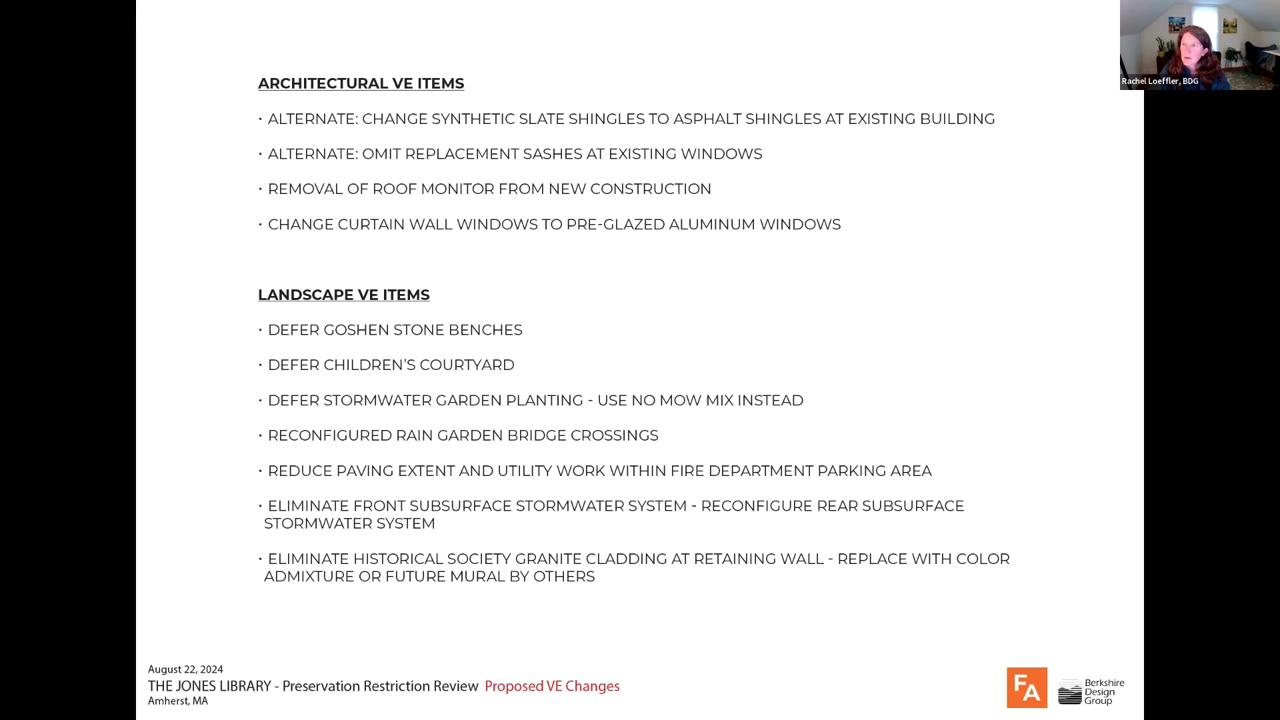 Rachel Loeffler, BDG
ARCHITECTURAL VE ITEMS
· ALTERNATE: CHANGE SYNTHETIC SLATE SHINGLES TO ASPHALT SHINGLES AT EXISTING BUILDING
· ALTERNATE: OMIT REPLACEMENT SASHES AT EXISTING WINDOWS
· REMOVAL OF ROOF MONITOR FROM NEW CONSTRUCTION
· CHANGE CURTAIN WALL WINDOWS TO PRE-GLAZED ALUMINUM WINDOWS
LANDSCAPE VE ITEMS
· DEFER GOSHEN STONE BENCHES
· DEFER CHILDREN'S COURTYARD
· DEFER STORMWATER GARDEN PLANTING - USE NO MOW MIX INSTEAD
· RECONFIGURED RAIN GARDEN BRIDGE CROSSINGS
· REDUCE PAVING EXTENT AND UTILITY WORK WITHIN FIRE DEPARTMENT PARKING AREA
· ELIMINATE FRONT SUBSURFACE STORMWATER SYSTEM - RECONFIGURE REAR SUBSURFACE
STORMWATER SYSTEM
· ELIMINATE HISTORICAL SOCIETY GRANITE CLADDING AT RETAINING WALL - REPLACE WITH COLOR
ADMIXTURE OR FUTURE MURAL BY OTHERS
August 22, 2024
THE JONES LIBRARY - Preservation Restriction Review Proposed VE Changes
Amherst, MA
FA
Berkshire
Design
Group